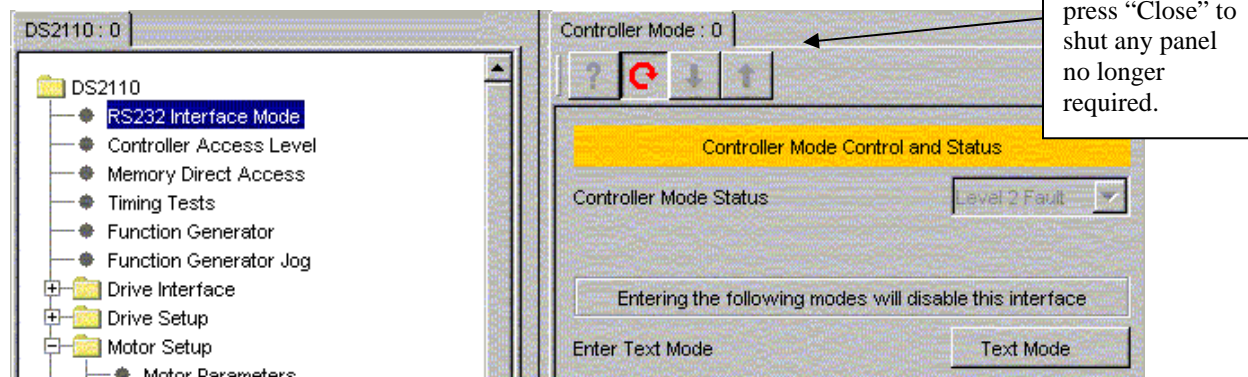 DS2110 : 0
DS2110
RS232 Interface Mode
Controller Access Level
Memory Direct Access
Timing Tests
Function Generator
Function Generator Jog
Drive Interface
Drive Setup
Motor Setup
Motor Parameters
Controller Mode : 0
?
Controller Mode Control and Status
Controller Mode Status
Level 2 Fault
Entering the following modes will disable this interface
Enter Text Mode
Text Mode
press “Close” to
shut any panel
no longer
required.